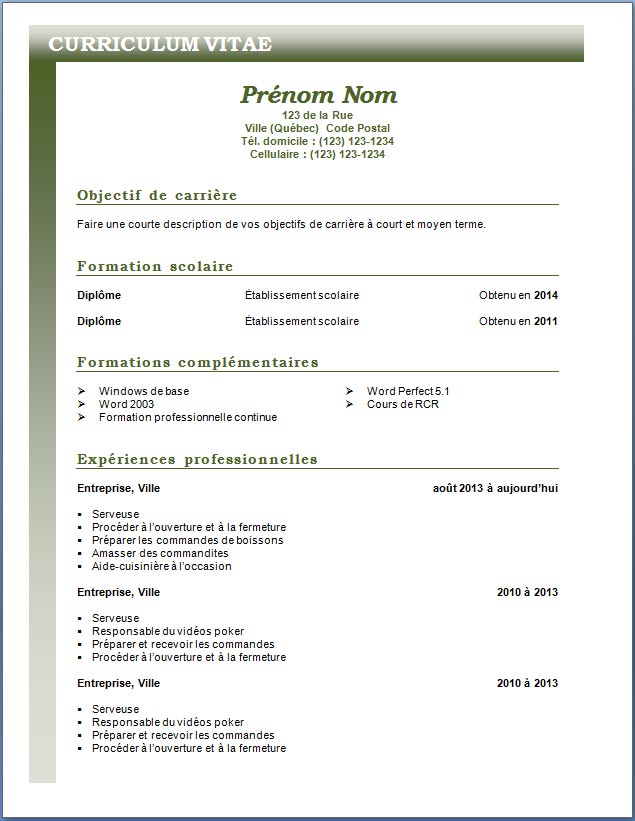 CURRICULUM VITAE
Prénom Nom
123 de la Rue
Ville (Québec) Code Postal
Tél. domicile : (123) 123-1234
Cellulaire : (123) 123-1234
Objectif de carrière
Faire une courte description de vos objectifs de carrière à court et moyen terme.
Formation scolaire
Diplôme Établissement scolaire Obtenu en 2014
Diplôme Établissement scolaire Obtenu en 2011
Formations complémentaires
Windows de base Word Perfect 5.1
Word 2003 Cours de RCR
Formation professionnelle continue
Expériences professionnelles
Entreprise, Ville août 2013 à aujourd'hui
Serveuse
Procéder à l'ouverture et à la fermeture
Préparer les commandes de boissons
Amasser des commandites
Aide-cuisinière à l'occasion
Entreprise, Ville 2010 à 2013
Serveuse
Responsable du vidéos poker
Préparer et recevoir les commandes
Procéder à l'ouverture et à la fermeture
Entreprise, Ville 2010 à 2013
Serveuse
Responsable du vidéos poker
Préparer et recevoir les commandes
Procéder à l'ouverture et à la fermeture